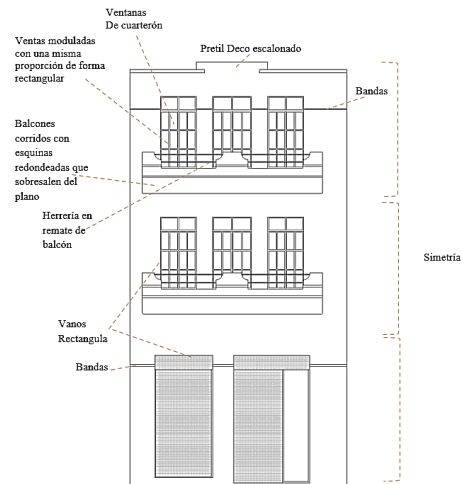 Ventanas
De cuarterón
Ventas moduladas
con una misma
proporción de forma
rectangular
Pretil Deco escalonado
Bandas
Balcones
corridos con
esquinas
redondeadas que
sobresalen del
plano
Herrería en
remate de
balcón
Simetría
Vanos
Rectangula
Bandas